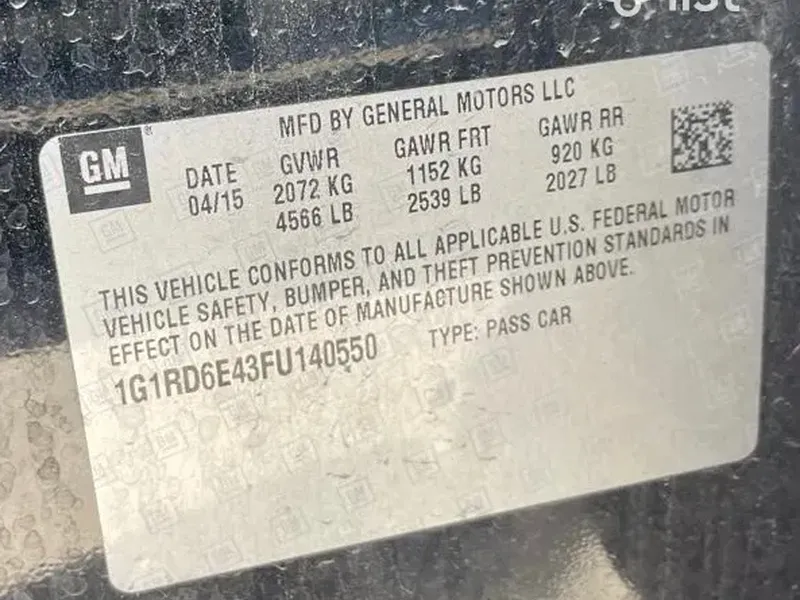 MFD BY GENERAL MOTORS LLC
GM
DATE GVWR GAWR FRT GAWR RR
04/15 2072 KG 1152 KG 920 KG
4566 LB 2539 LB 2027 LB
THIS VEHICLE CONFORMS TO ALL APPLICABLE U.S. FEDERAL MOTOR
VEHICLE SAFETY, BUMPER, AND THEFT PREVENTION STANDARDS IN
EFFECT ON THE DATE OF MANUFACTURE SHOWN ABOVE.
1G1RD6E43FU140550 TYPE: PASS CAR